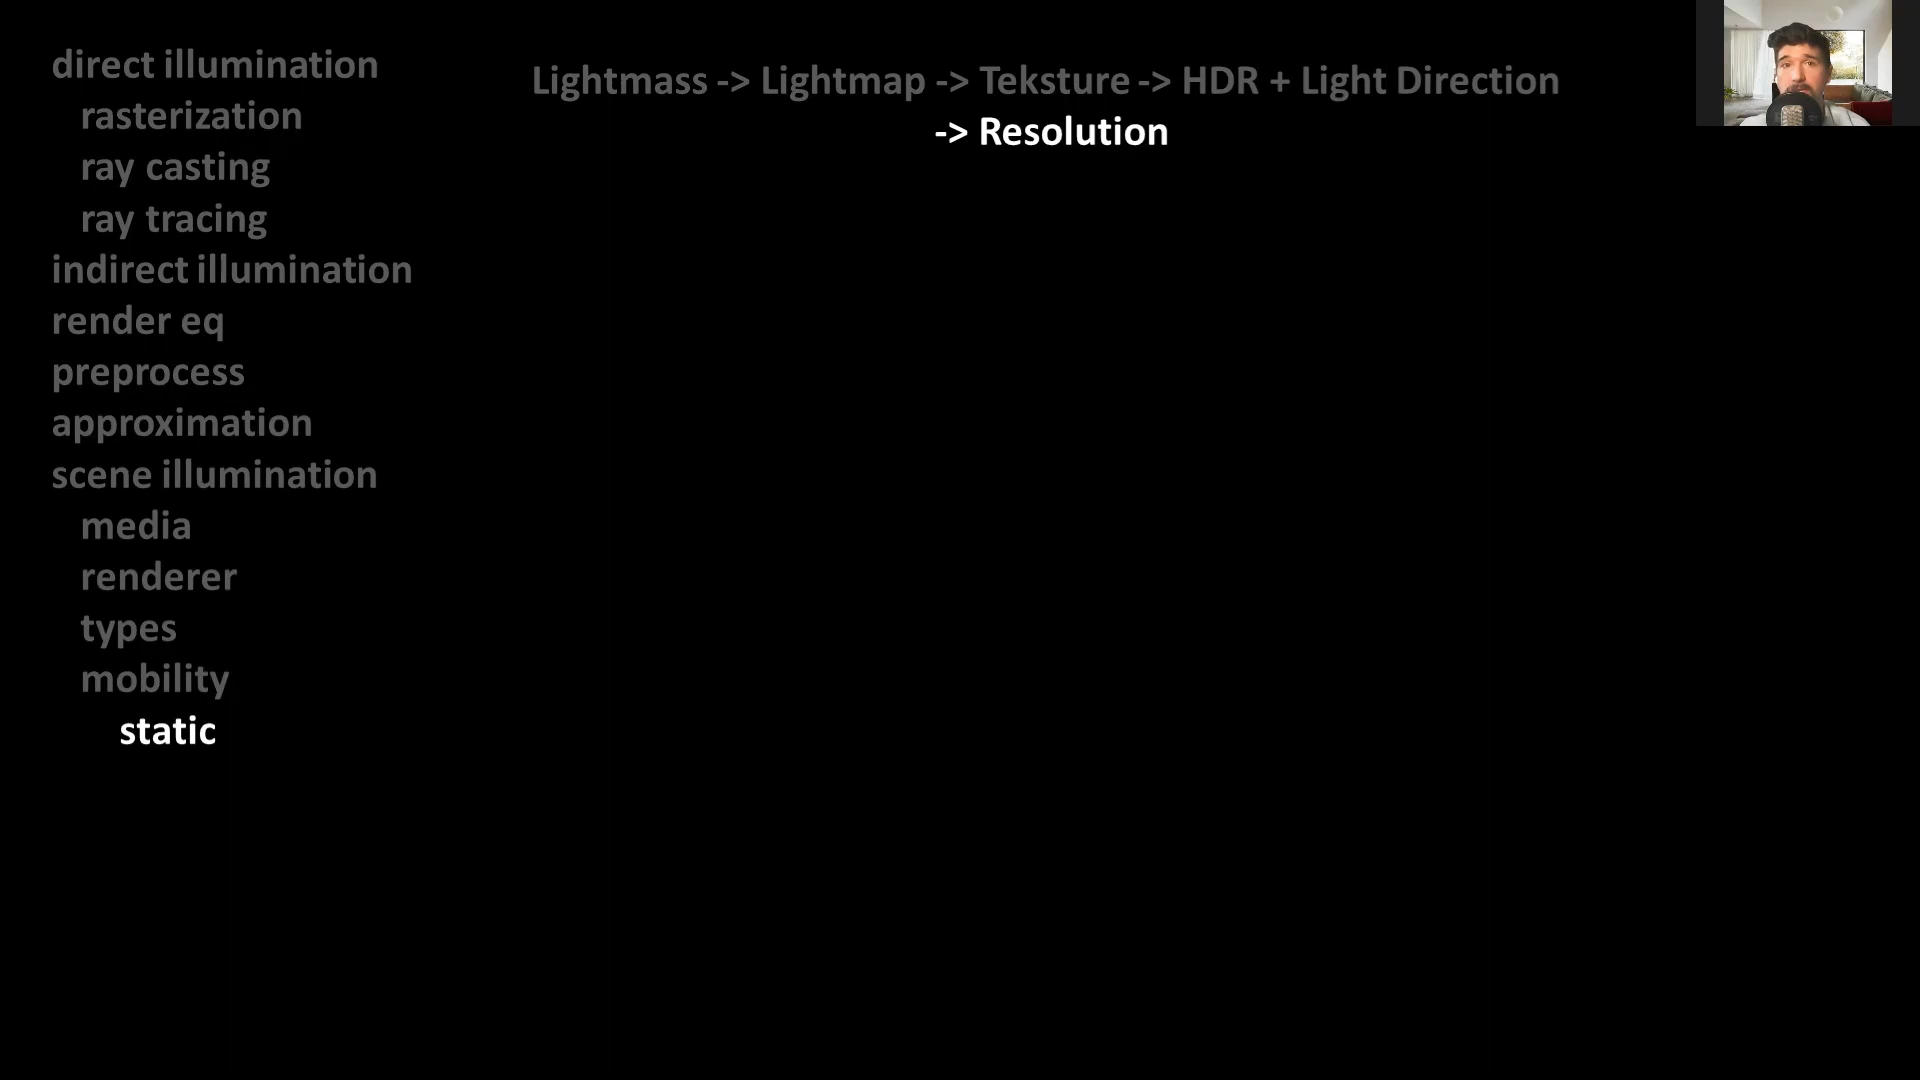 direct illumination
rasterization
ray casting
ray tracing
indirect illumination
render eq
preprocess
approximation
scene illumination
media
renderer
types
mobility
static
Lightmass -> Lightmap -> Teksture -> HDR + Light Direction
-> Resolution